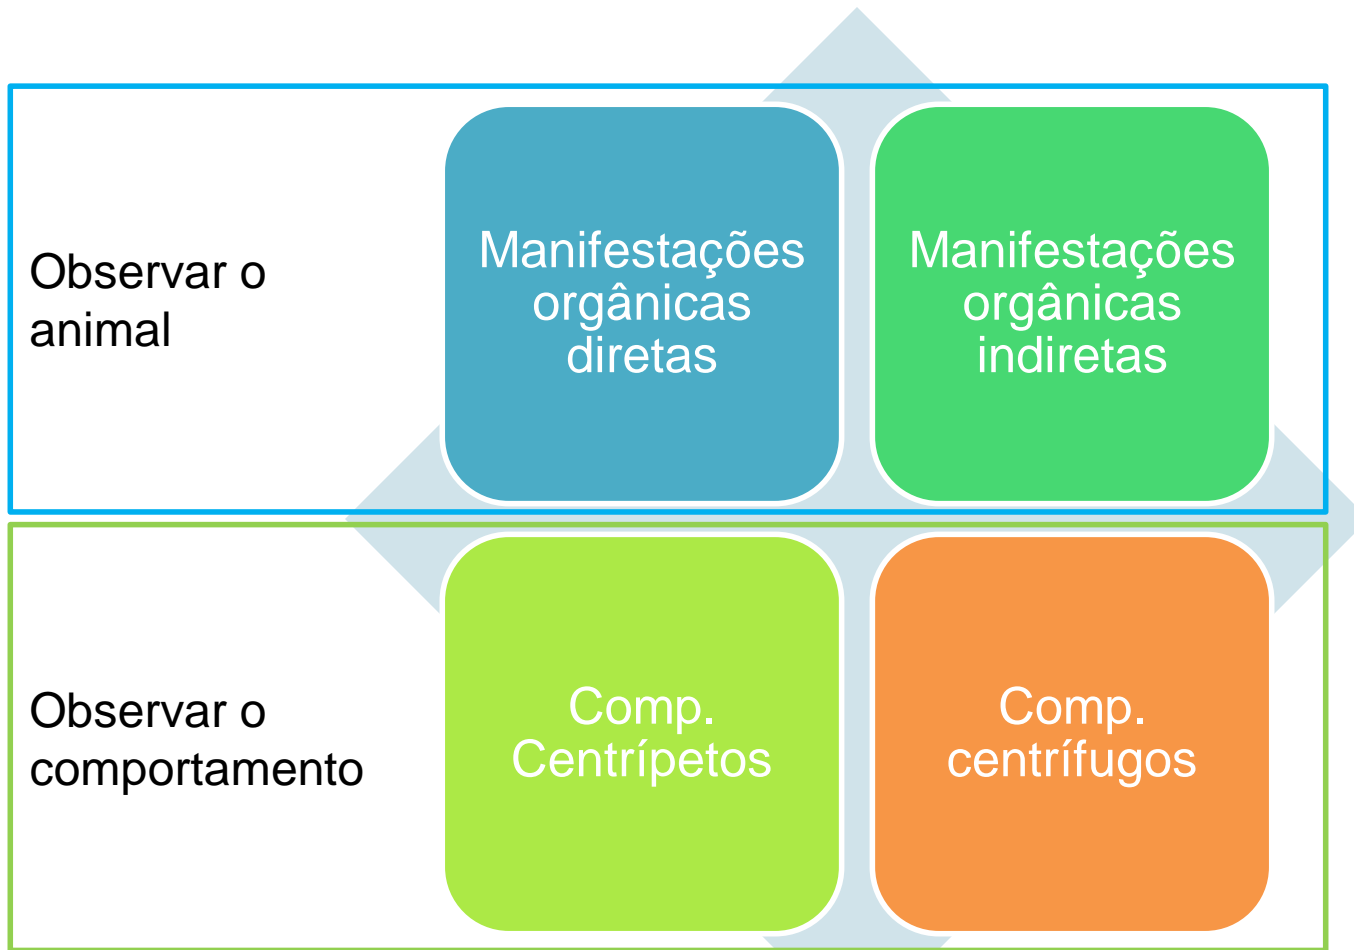 Observar o
animal
Manifestações
orgânicas
diretas
Manifestações
orgânicas
indiretas
Observar o
comportamento
Comp.
Centrípetos
Comp.
centrífugos